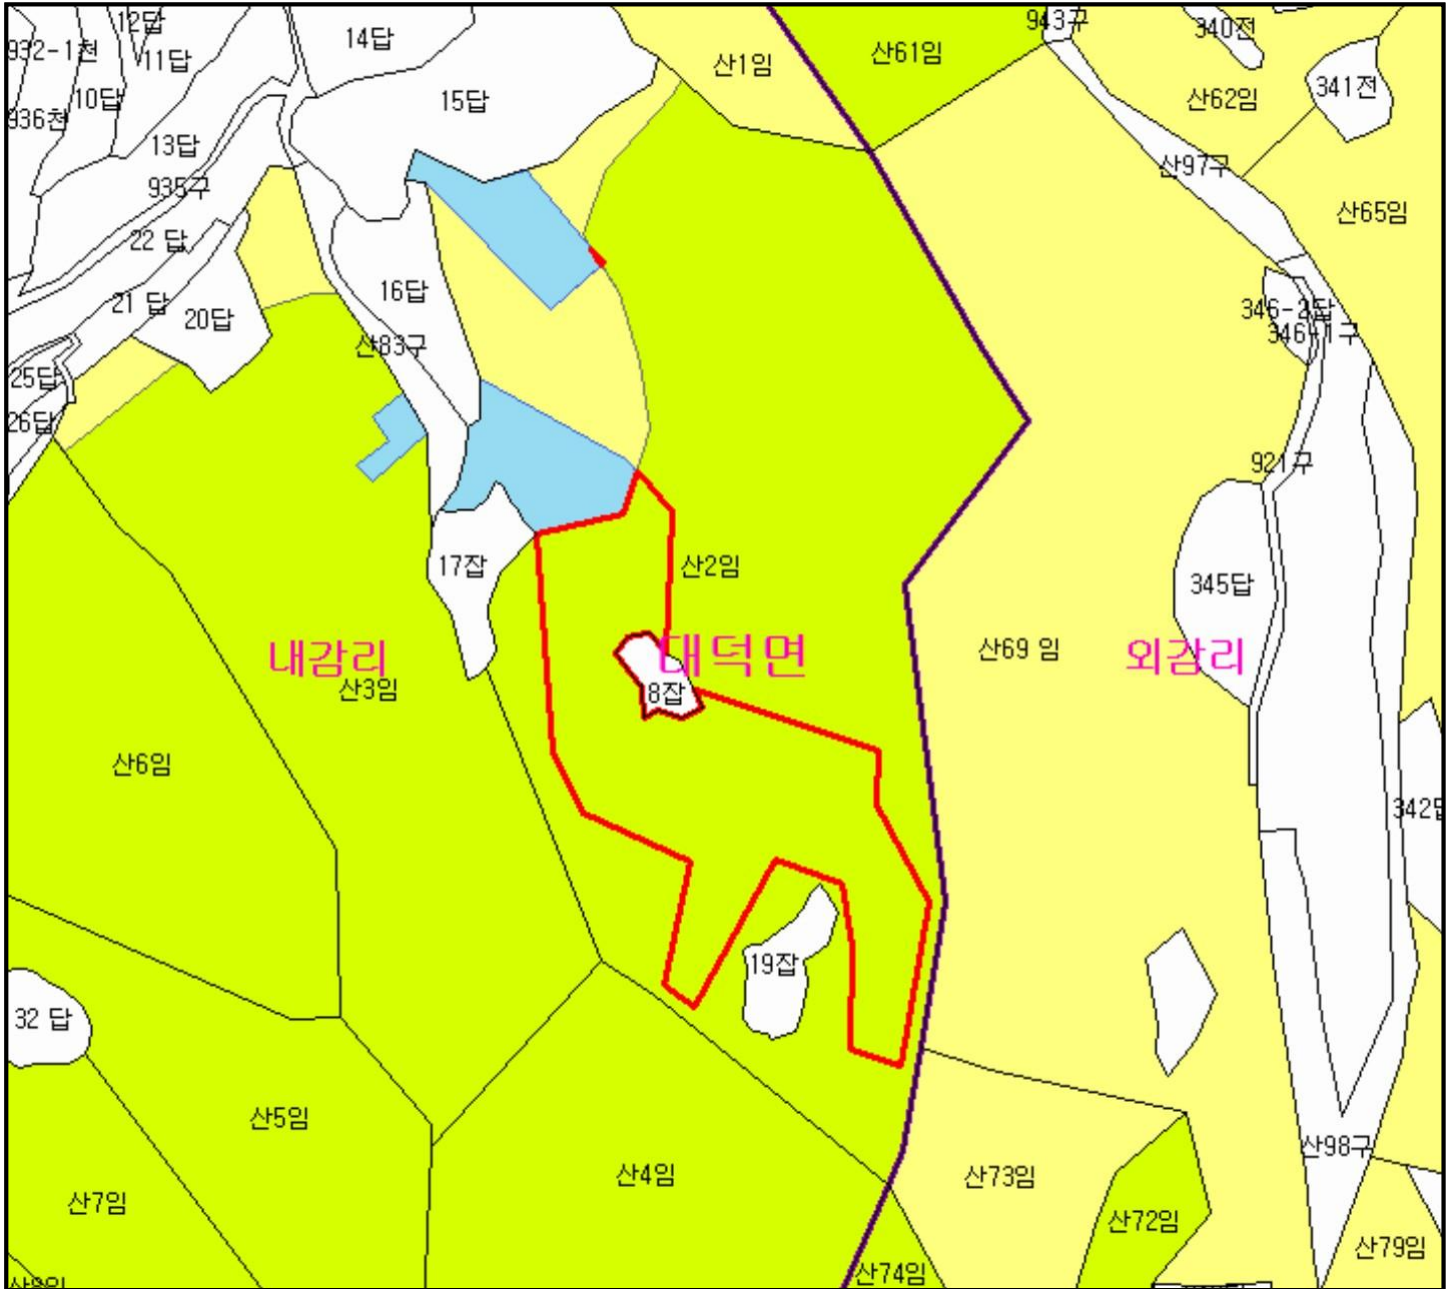 12답
943구
340전
932-1천
11답
14답
산1임
산61임
10답
15답
산62임
341전
936천
13답
935구
산97구
산65임
22 답
21 답
20답
16답
346-2답
346-1구
산83구
25답
26답
921구
17잡
산2임
345답
내감리
대덕면
외감리
산69 임
산3임
8잡
산6임
19잡
32 답
산5임
산98구
산4임
산73임
산7임
산72임
산79임
산74임